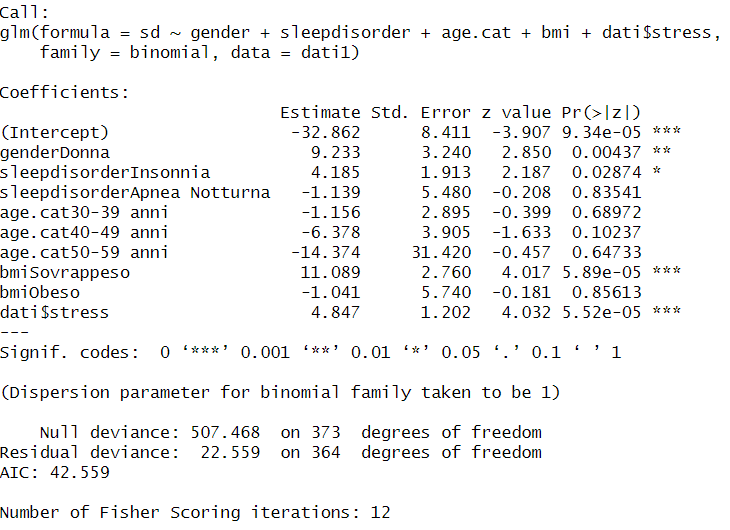 Call:
glm(formula = sd ~ gender + sleepdisorder + age.cat + bmi + dati$stress,
    family = binomial, data = dati1)

Coefficients:
                            Estimate Std. Error z value Pr(>|z|)
(Intercept)                  -32.862      8.411  -3.907 9.34e-05 ***
genderDonna                    9.233      3.240   2.850  0.00437 **
sleepdisorderInsonnia          4.185      1.913   2.187  0.02874 *
sleepdisorderApnea Notturna   -1.139      5.480  -0.208  0.83541
age.cat30-39 anni             -1.156      2.895  -0.399  0.68972
age.cat40-49 anni             -6.378      3.905  -1.633  0.10237
age.cat50-59 anni            -14.374     31.420  -0.457  0.64733
bmiSovrappeso                 11.089      2.760   4.017 5.89e-05 ***
bmiObeso                      -1.041      5.740  -0.181  0.85613
dati$stress                    4.847      1.202   4.032 5.52e-05 ***
---
Signif. codes:  0 ‘***’ 0.001 ‘**’ 0.01 ‘*’ 0.05 ‘.’ 0.1 ‘ ’ 1

(Dispersion parameter for binomial family taken to be 1)

    Null deviance: 507.468  on 373  degrees of freedom
Residual deviance:  22.559  on 364  degrees of freedom
AIC: 42.559

Number of Fisher Scoring iterations: 12